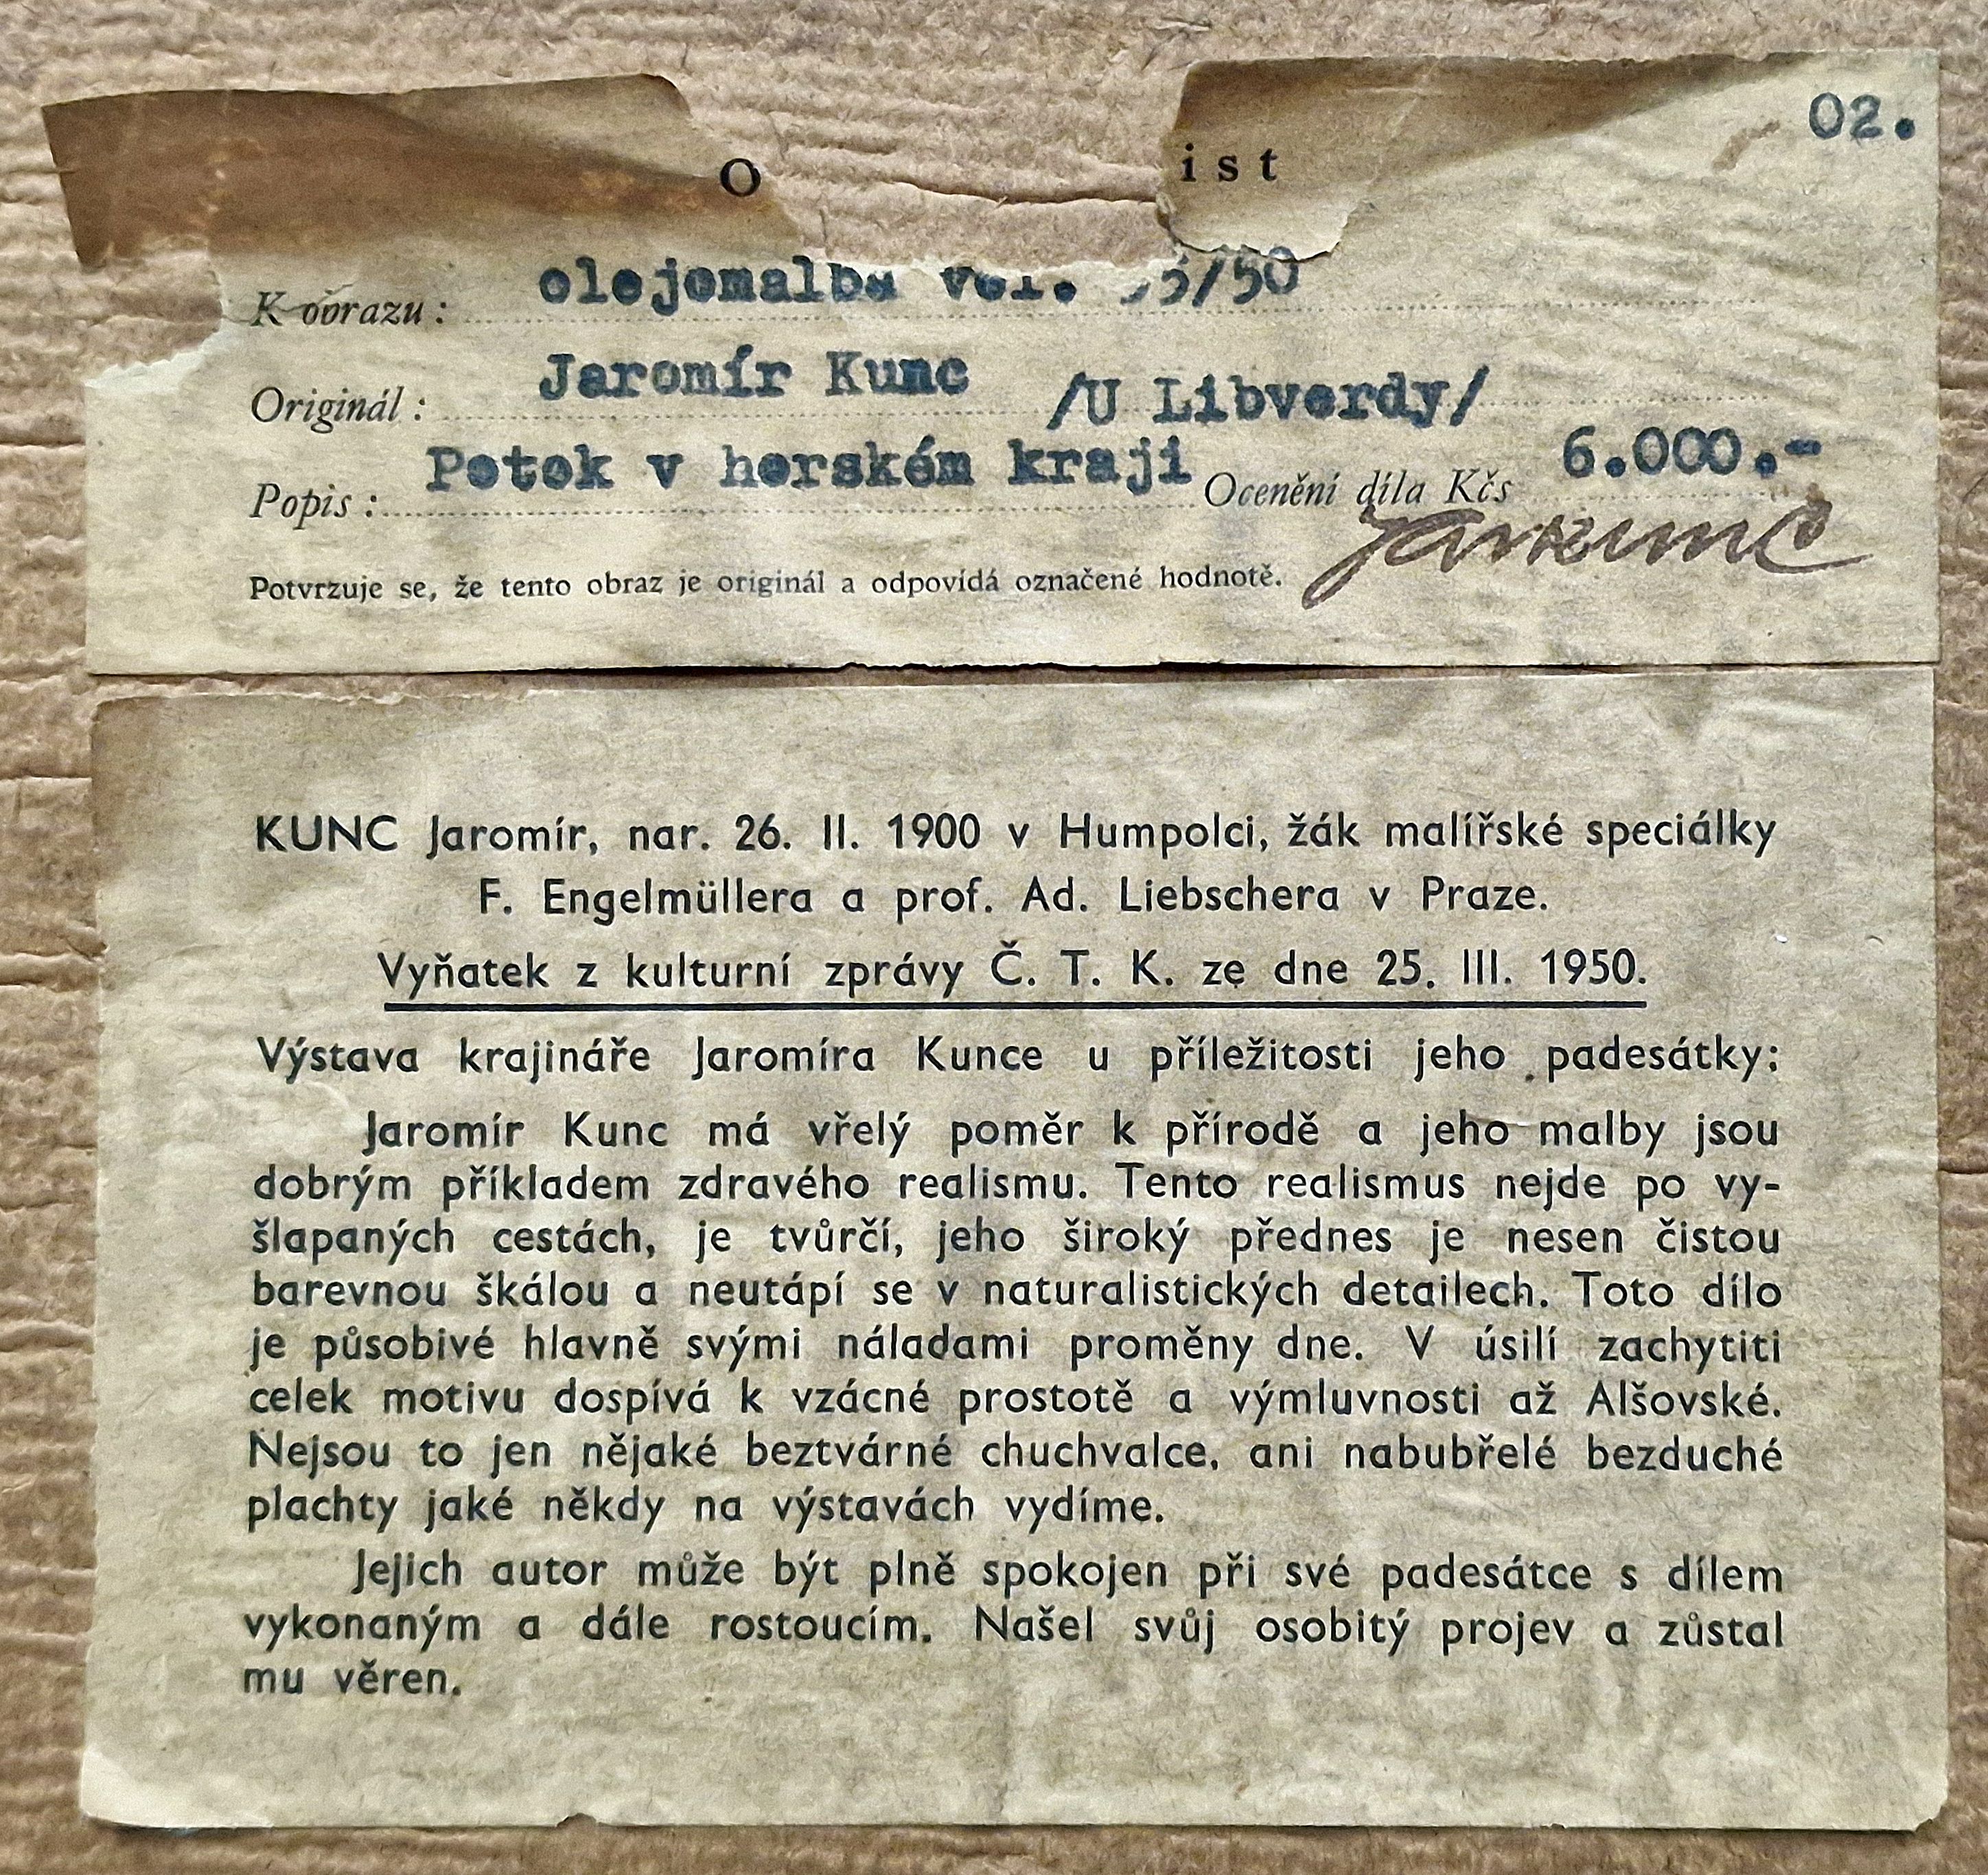 02.
O ist
K obrazu: olejomalba vel. 5/50
Originál: Jaromír Kunc /U Libverdy/
Popis: Potok v horském kraji Ocenění díla Kčs 6.000.-
Jarkunc
Potvrzuje se, že tento obraz je originál a odpovídá označené hodnotě.
KUNC Jaromír, nar. 26. II. 1900 v Humpolci, žák malířské speciálky
F. Engelmüllera a prof. Ad. Liebschera v Praze.
Vyňatek z kulturní zprávy Č. T. K. ze dne 25. III. 1950.
Výstava krajináře Jaromíra Kunce u příležitosti jeho padesátky:
Jaromír Kunc má vřelý poměr k přírodě a jeho malby jsou
dobrým příkladem zdravého realismu. Tento realismus nejde po vy-
šlapaných cestách, je tvůrčí, jeho široký přednes je nesen čistou
barevnou škálou a neutápí se v naturalistických detailech. Toto dílo
je působivé hlavně svými náladami proměny dne. V úsilí zachytiti
celek motivu dospívá k vzácné prostotě a výmluvnosti až Alšovské.
Nejsou to jen nějaké beztvárné chuchvalce, ani nabubřelé bezduché
plachty jaké někdy na výstavách vydíme.
Jejich autor může být plně spokojen při své padesátce s dílem
vykonaným a dále rostoucím. Našel svůj osobitý projev a zůstal
mu věren.